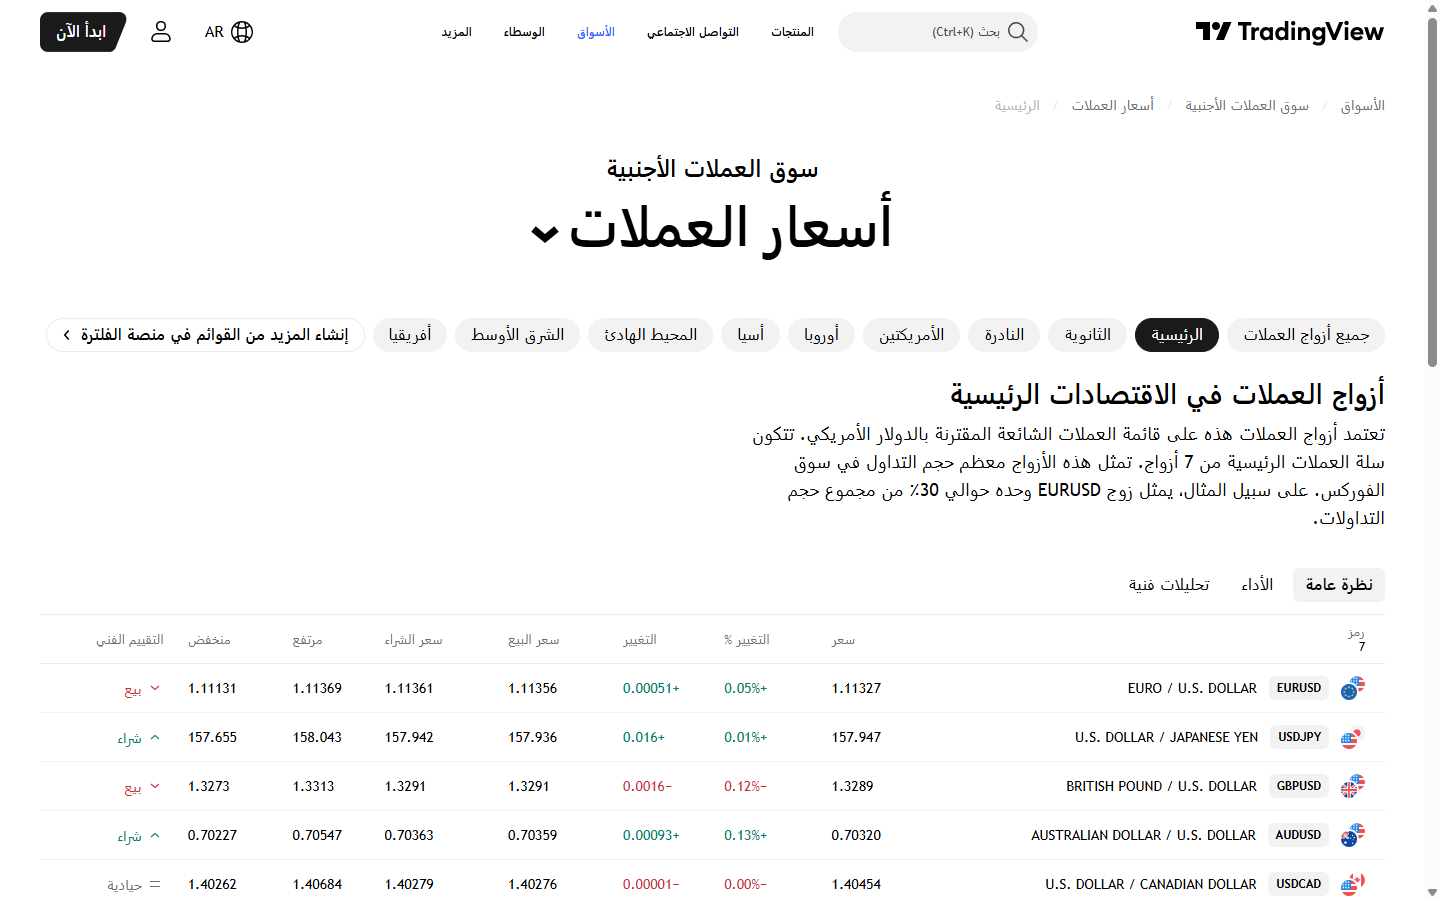 TradingView
بحث (Ctrl+K)
المنتجات
التواصل الاجتماعي
الأسواق
الوسطاء
المزيد
AR
ابدأ الآن
الأسواق / سوق العملات الأجنبية / أسعار العملات / الرئيسية
سوق العملات الأجنبية
أسعار العملات
جميع أزواج العملات
الرئيسية
الثانوية
النادرة
الأمريكتين
أوروبا
أسيا
المحيط الهادئ
الشرق الأوسط
أفريقيا
إنشاء المزيد من القوائم في منصة الفلترة
أزواج العملات في الاقتصادات الرئيسية
تعتمد أزواج العملات هذه على قائمة العملات الشائعة المقترنة بالدولار الأمريكي. تتكون
سلة العملات الرئيسية من 7 أزواج. تمثل هذه الأزواج معظم حجم التداول في سوق
الفوركس. على سبيل المثال، يمثل زوج EURUSD وحده حوالي 30٪ من مجموع حجم
التداولات.
نظرة عامة
الأداء
تحليلات فنية
رمز
7
سعر
التغيير %
التغيير
سعر البيع
سعر الشراء
مرتفع
منخفض
التقييم الفني
EURUSD EURO / U.S. DOLLAR 1.11327 0.05%+ 0.00051+ 1.11356 1.11361 1.11369 1.11131 بيع
USDJPY U.S. DOLLAR / JAPANESE YEN 157.947 0.01%+ 0.016+ 157.936 157.942 158.043 157.655 شراء
GBPUSD BRITISH POUND / U.S. DOLLAR 1.3289 0.12%− 0.0016− 1.3291 1.3291 1.3313 1.3273 بيع
AUDUSD AUSTRALIAN DOLLAR / U.S. DOLLAR 0.70320 0.13%+ 0.00093+ 0.70359 0.70363 0.70547 0.70227 شراء
USDCAD U.S. DOLLAR / CANADIAN DOLLAR 1.40454 0.00%− 0.00001− 1.40276 1.40279 1.40684 1.40262 حيادية